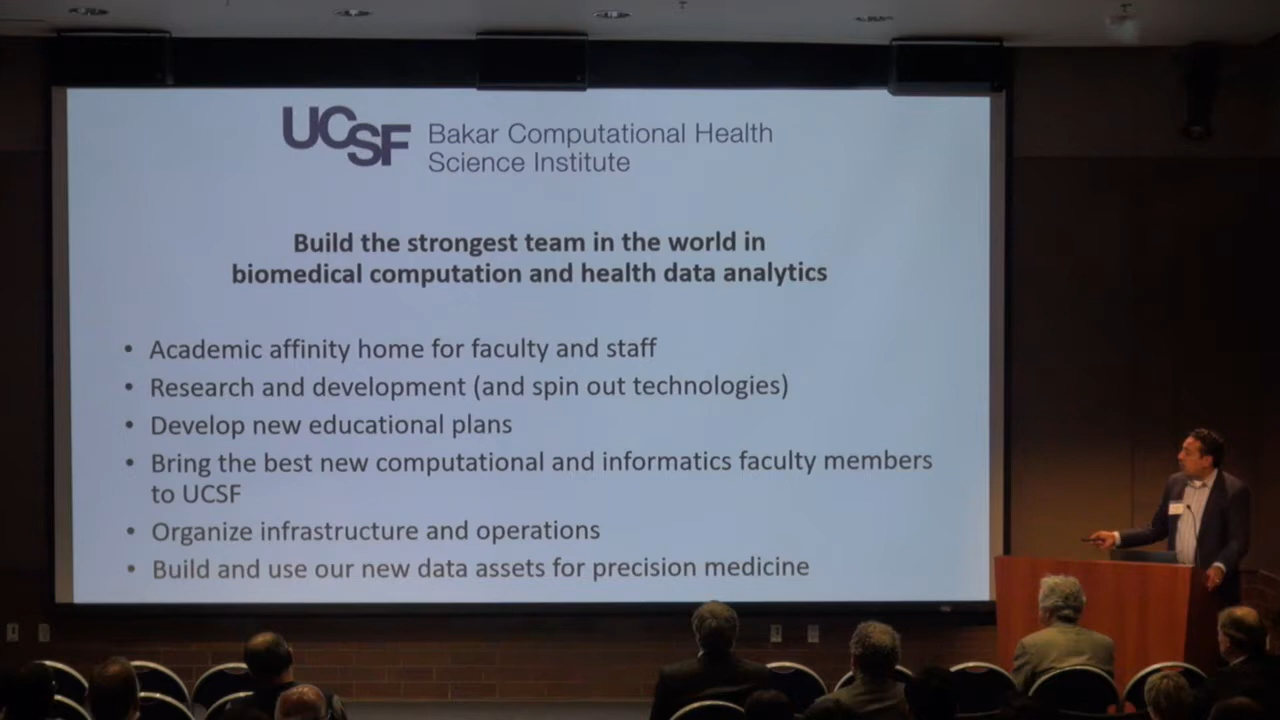 UCSF Bakar Computational Health
Science Institute
Build the strongest team in the world in
biomedical computation and health data analytics
• Academic affinity home for faculty and staff
• Research and development (and spin out technologies)
• Develop new educational plans
• Bring the best new computational and informatics faculty members
to UCSF
• Organize infrastructure and operations
• Build and use our new data assets for precision medicine